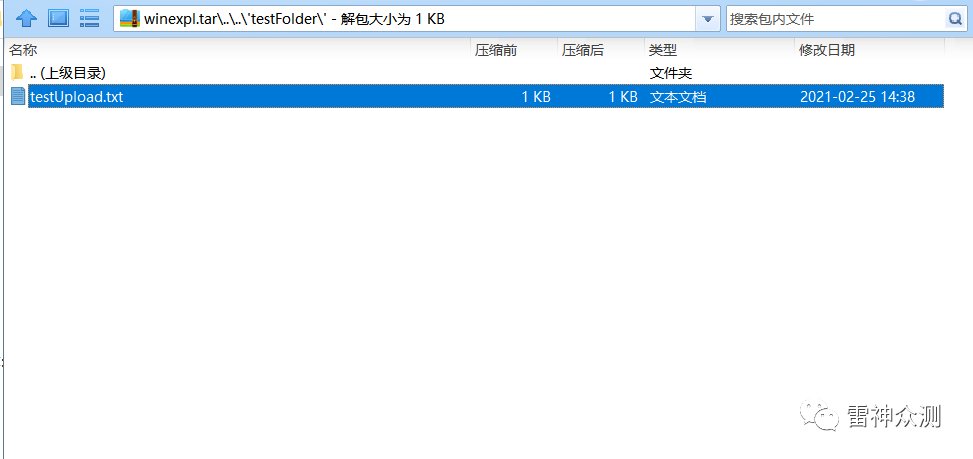 winexpl.tar\..\..\'testFolder\' - 解包大小为 1 KB
搜索包内文件
名称 压缩前 压缩后 类型 修改日期
.. (上级目录) 文件夹
testUpload.txt 1 KB 1 KB 文本文档 2021-02-25 14:38
雷神众测